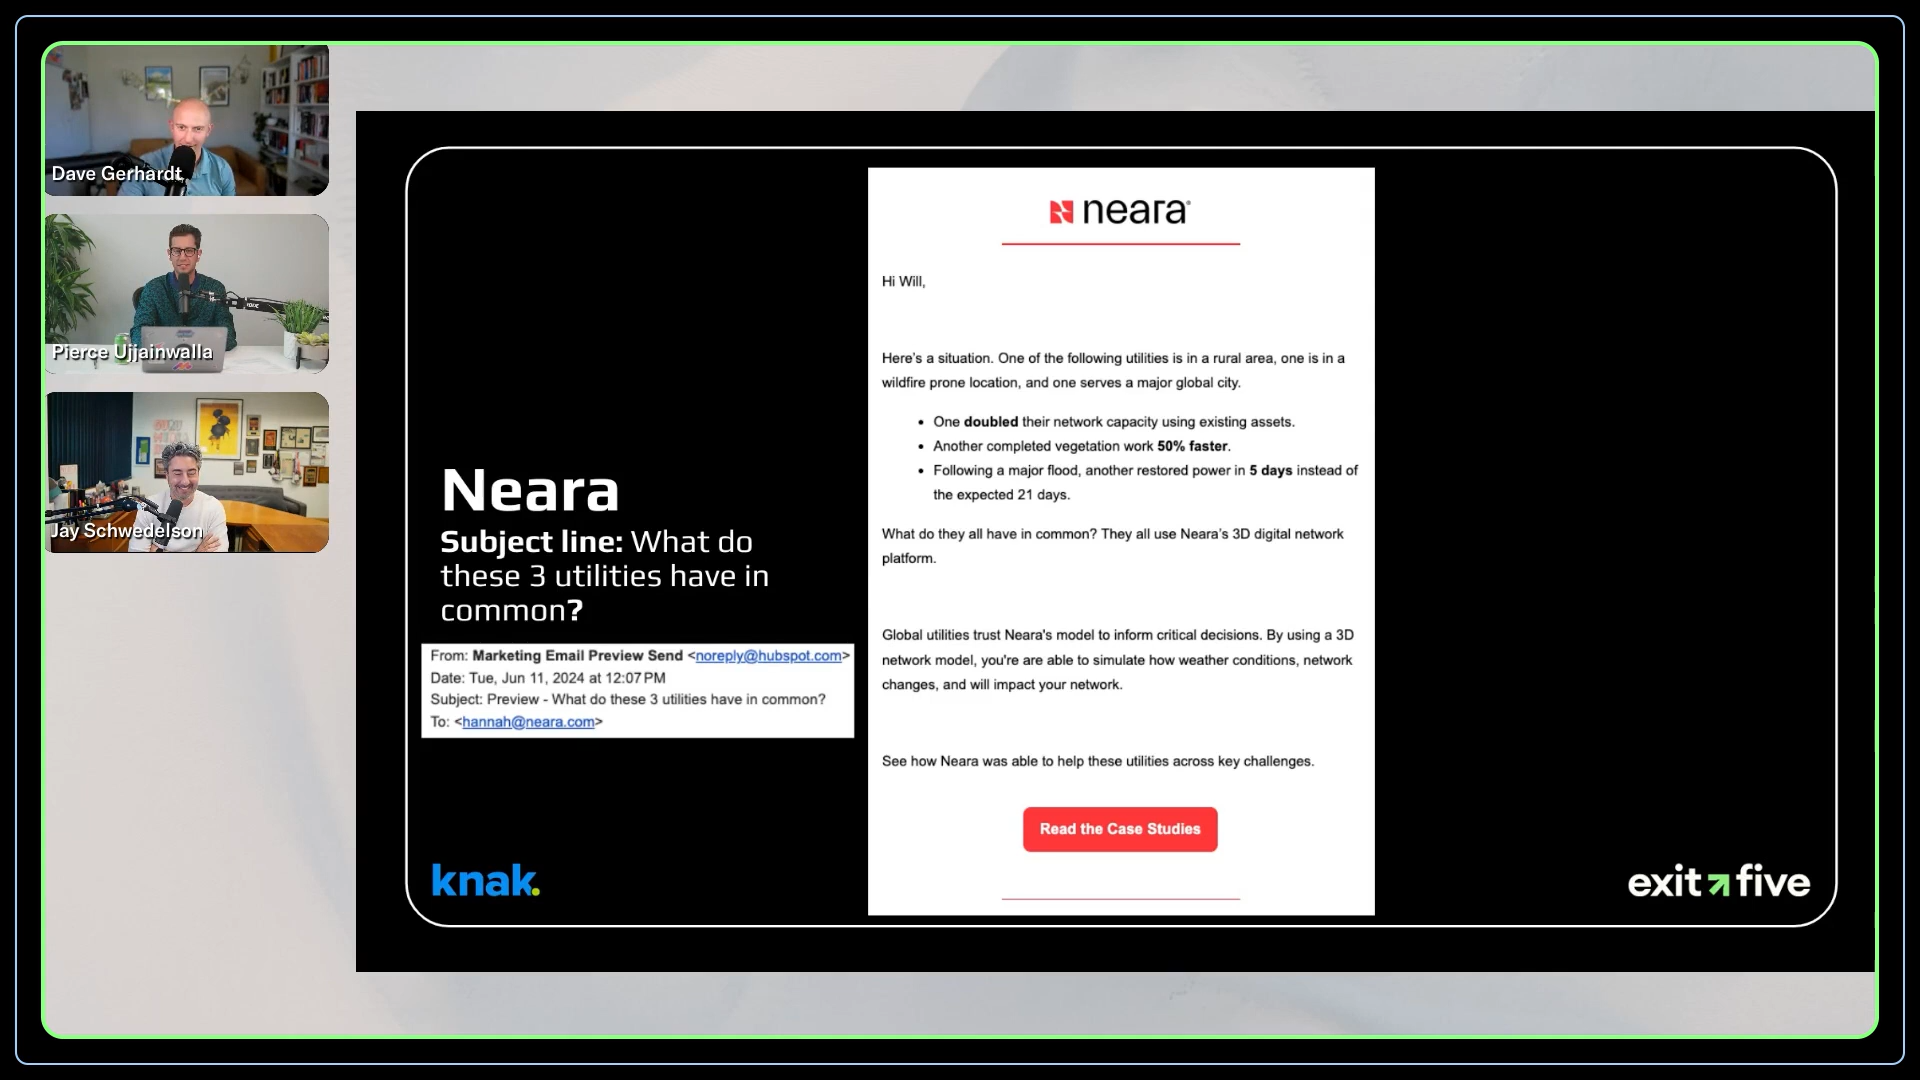 Dave Gerhardt
Pierce Ujjainwalla
Jay Schwedelson
Neara
Subject line: What do
these 3 utilities have in
common?
From: Marketing Email Preview Send <noreply@hubspot.com>
Date: Tue, Jun 11, 2024 at 12:07 PM
Subject: Preview - What do these 3 utilities have in common?
To: <hannah@neara.com>
knak.
neara
Hi Will,
Here's a situation. One of the following utilities is in a rural area, one is in a
wildfire prone location, and one serves a major global city.
• One doubled their network capacity using existing assets.
• Another completed vegetation work 50% faster.
• Following a major flood, another restored power in 5 days instead of
the expected 21 days.
What do they all have in common? They all use Neara's 3D digital network
platform.
Global utilities trust Neara's model to inform critical decisions. By using a 3D
network model, you're are able to simulate how weather conditions, network
changes, and will impact your network.
See how Neara was able to help these utilities across key challenges.
Read the Case Studies
exit five